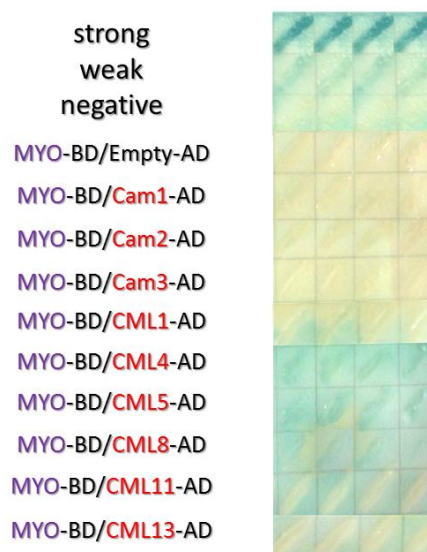 strong
weak
negative
MYO-BD/Empty-AD
MYO-BD/Cam1-AD
MYO-BD/Cam2-AD
MYO-BD/Cam3-AD
MYO-BD/CML1-AD
MYO-BD/CML4-AD
MYO-BD/CML5-AD
MYO-BD/CML8-AD
MYO-BD/CML11-AD
MYO-BD/CML13-AD